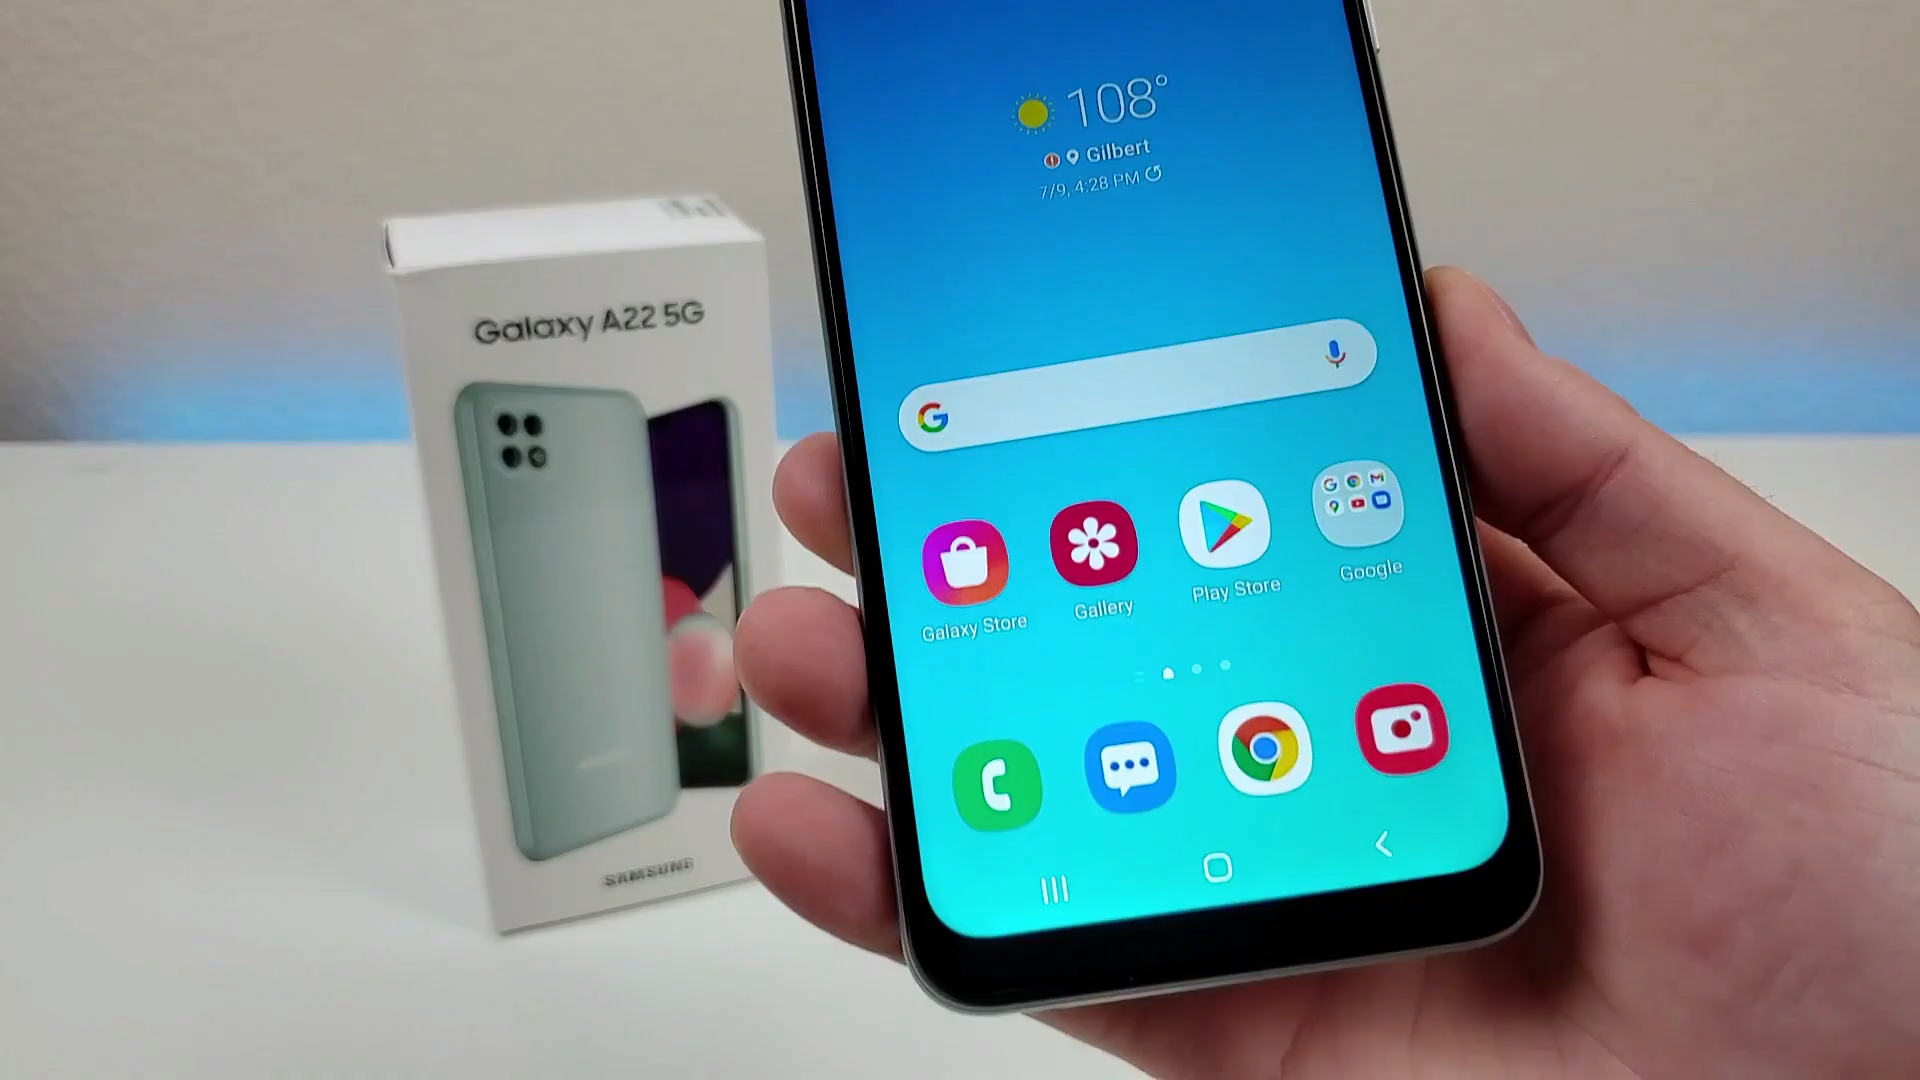 108°
Gilbert
7/9, 4:28 PM
Galaxy A22 5G
Galaxy Store
Gallery
Play Store
Google
SAMSUNG